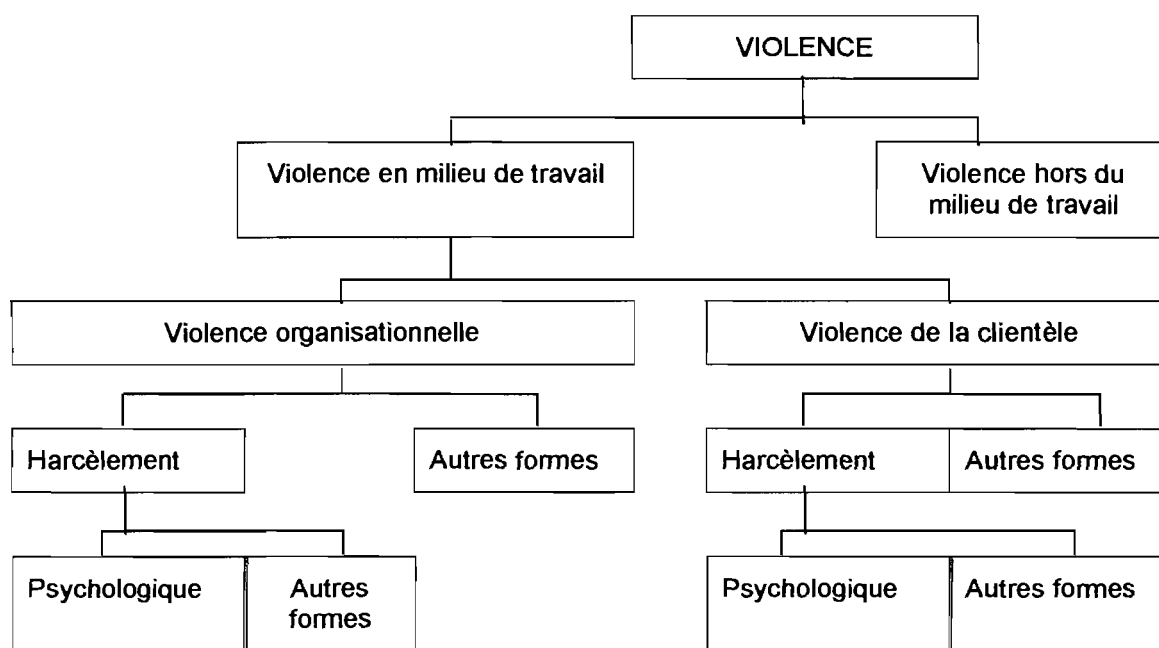 VIOLENCE
Violence en milieu de travail
Violence hors du
milieu de travail
Violence organisationnelle
Violence de la clientèle
Harcèlement
Autres formes
Harcèlement
Autres formes
Psychologique
Autres
formes
Psychologique
Autres formes